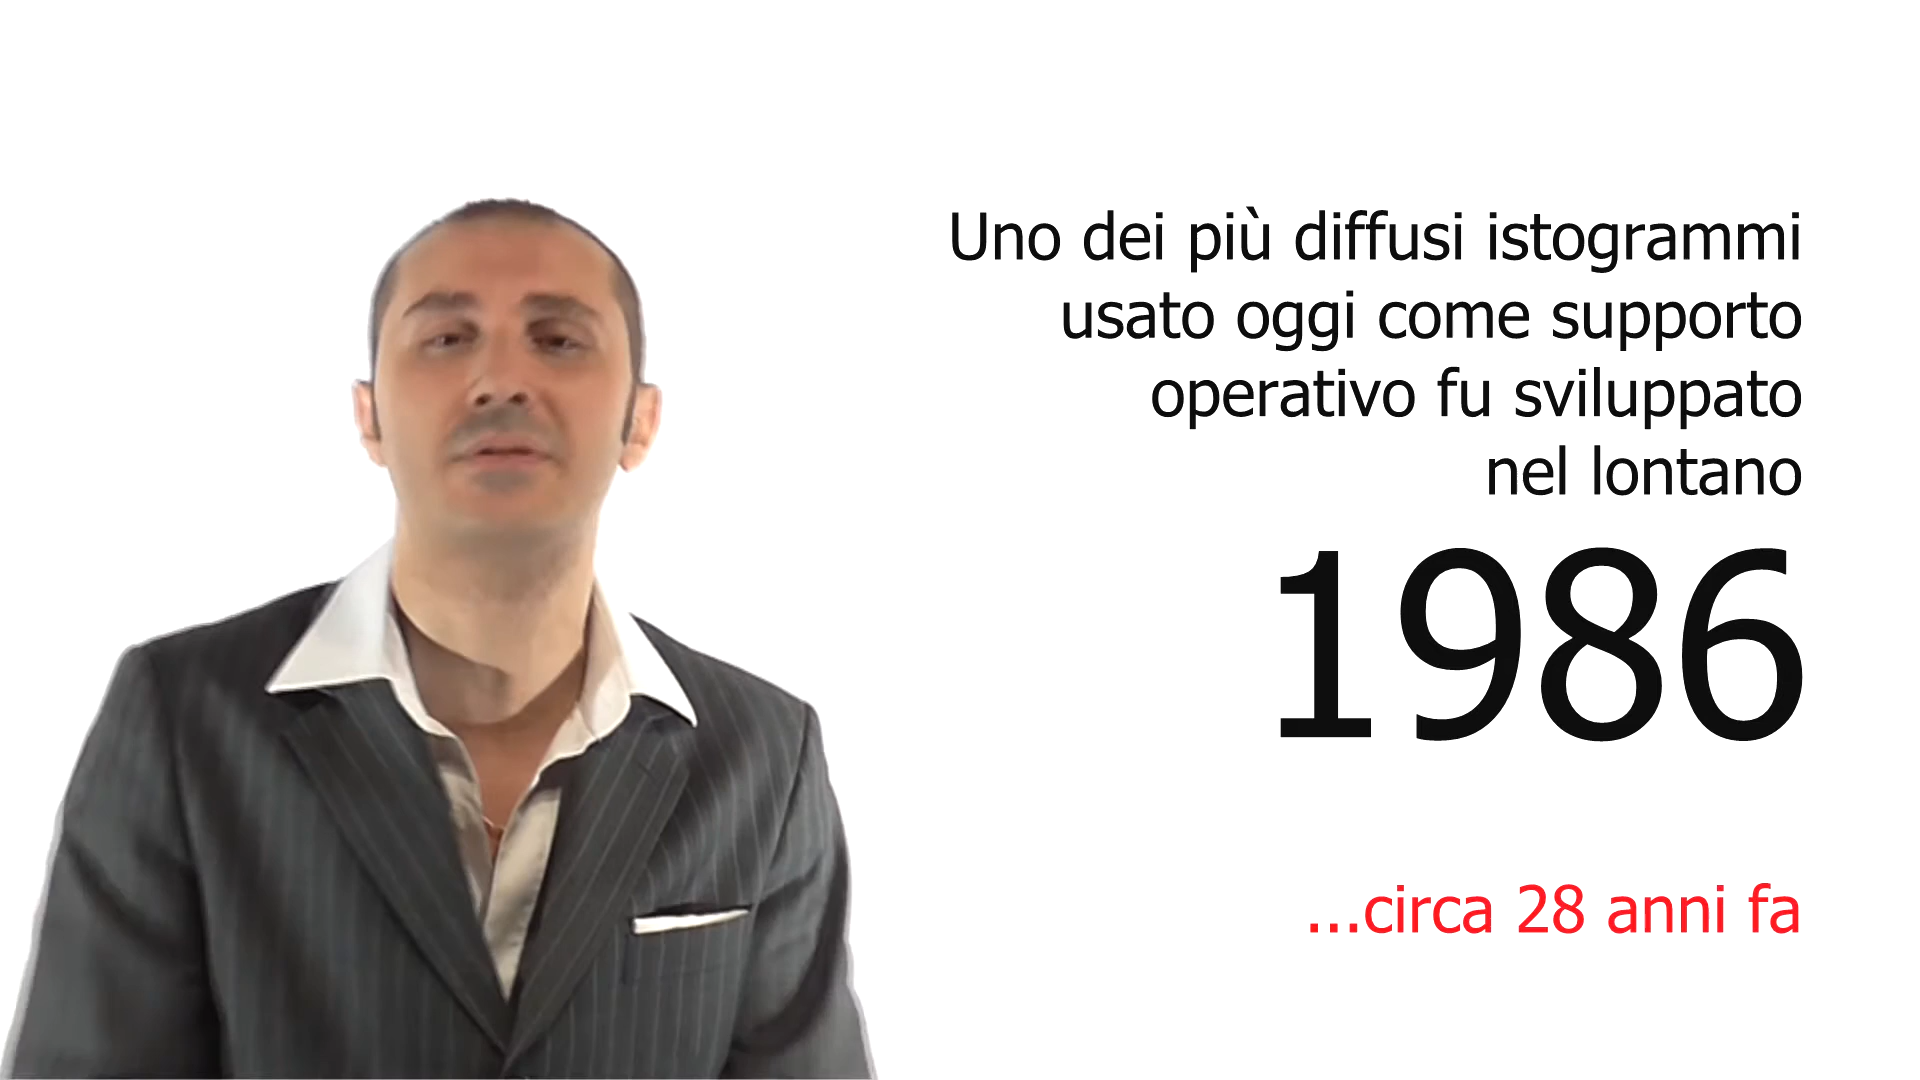 Uno dei più diffusi istogrammi
usato oggi come supporto
operativo fu sviluppato
nel lontano
1986
...circa 28 anni fa